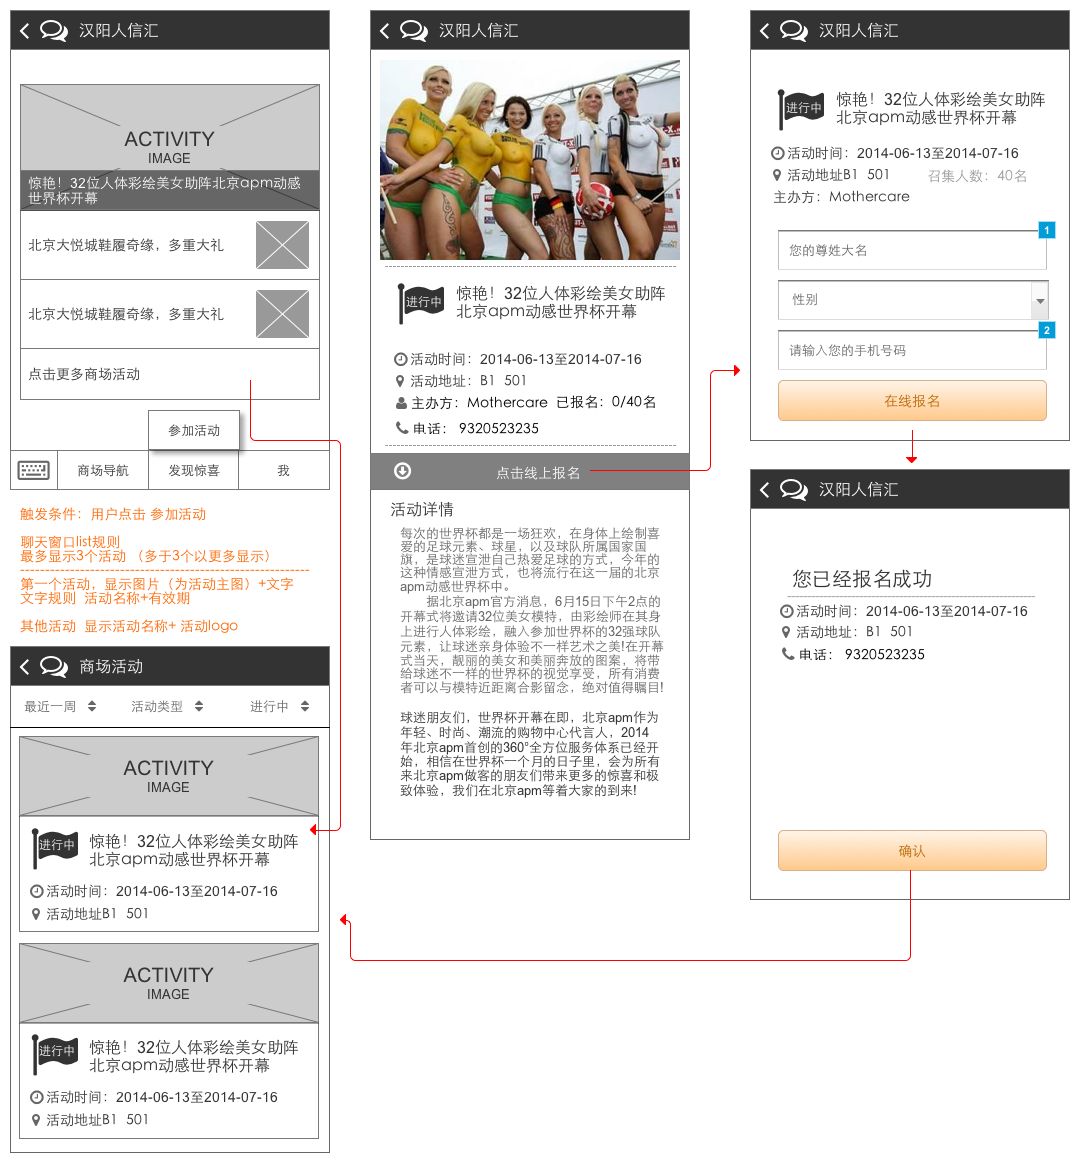 汉阳人信汇
ACTIVITY
IMAGE
惊艳！32位人体彩绘美女助阵北京apm动感
世界杯开幕
北京大悦城鞋履奇缘，多重大礼
北京大悦城鞋履奇缘，多重大礼
点击更多商场活动
参加活动
商场导航
发现惊喜
我
触发条件：用户点击 参加活动
聊天窗口list规则
最多显示3个活动 （多于3个以更多显示）
第一个活动，显示图片（为活动主图）+文字
文字规则 活动名称+有效期
其他活动 显示活动名称+ 活动logo
商场活动
最近一周
活动类型
进行中
ACTIVITY
IMAGE
进行中
惊艳！32位人体彩绘美女助阵
北京apm动感世界杯开幕
活动时间：2014-06-13至2014-07-16
活动地址B1 501
ACTIVITY
IMAGE
进行中
惊艳！32位人体彩绘美女助阵
北京apm动感世界杯开幕
活动时间：2014-06-13至2014-07-16
活动地址B1 501
汉阳人信汇
进行中
惊艳！32位人体彩绘美女助阵
北京apm动感世界杯开幕
活动时间：2014-06-13至2014-07-16
活动地址：B1 501
主办方：Mothercare 已报名：0/40名
电话： 9320523235
点击线上报名
活动详情
每次的世界杯都是一场狂欢，在身体上绘制喜
爱的足球元素、球星，以及球队所属国家国
旗，是球迷宣泄自己热爱足球的方式，今年的
这种情感宣泄方式，也将流行在这一届的北京
apm动感世界杯中。
据北京apm官方消息，6月15日下午2点的
开幕式将邀请32位美女模特，由彩绘师在其身
上进行人体彩绘，融入参加世界杯的32强球队
元素，让球迷亲身体验不一样艺术之美!在开幕
式当天，靓丽的美女和美丽奔放的图案，将带
给球迷不一样的世界杯的视觉享受，所有消费
者可以与模特近距离合影留念，绝对值得瞩目!
球迷朋友们，世界杯开幕在即，北京apm作为
年轻、时尚、潮流的购物中心代言人，2014
年北京apm首创的360°全方位服务体系已经开
始，相信在世界杯一个月的日子里，会为所有
来北京apm做客的朋友们带来更多的惊喜和极
致体验，我们在北京apm等着大家的到来!
汉阳人信汇
进行中
惊艳！32位人体彩绘美女助阵
北京apm动感世界杯开幕
活动时间：2014-06-13至2014-07-16
活动地址B1 501 召集人数：40名
主办方：Mothercare
1
您的尊姓大名
性别
2
请输入您的手机号码
在线报名
汉阳人信汇
您已经报名成功
活动时间：2014-06-13至2014-07-16
活动地址：B1 501
电话： 9320523235
确认